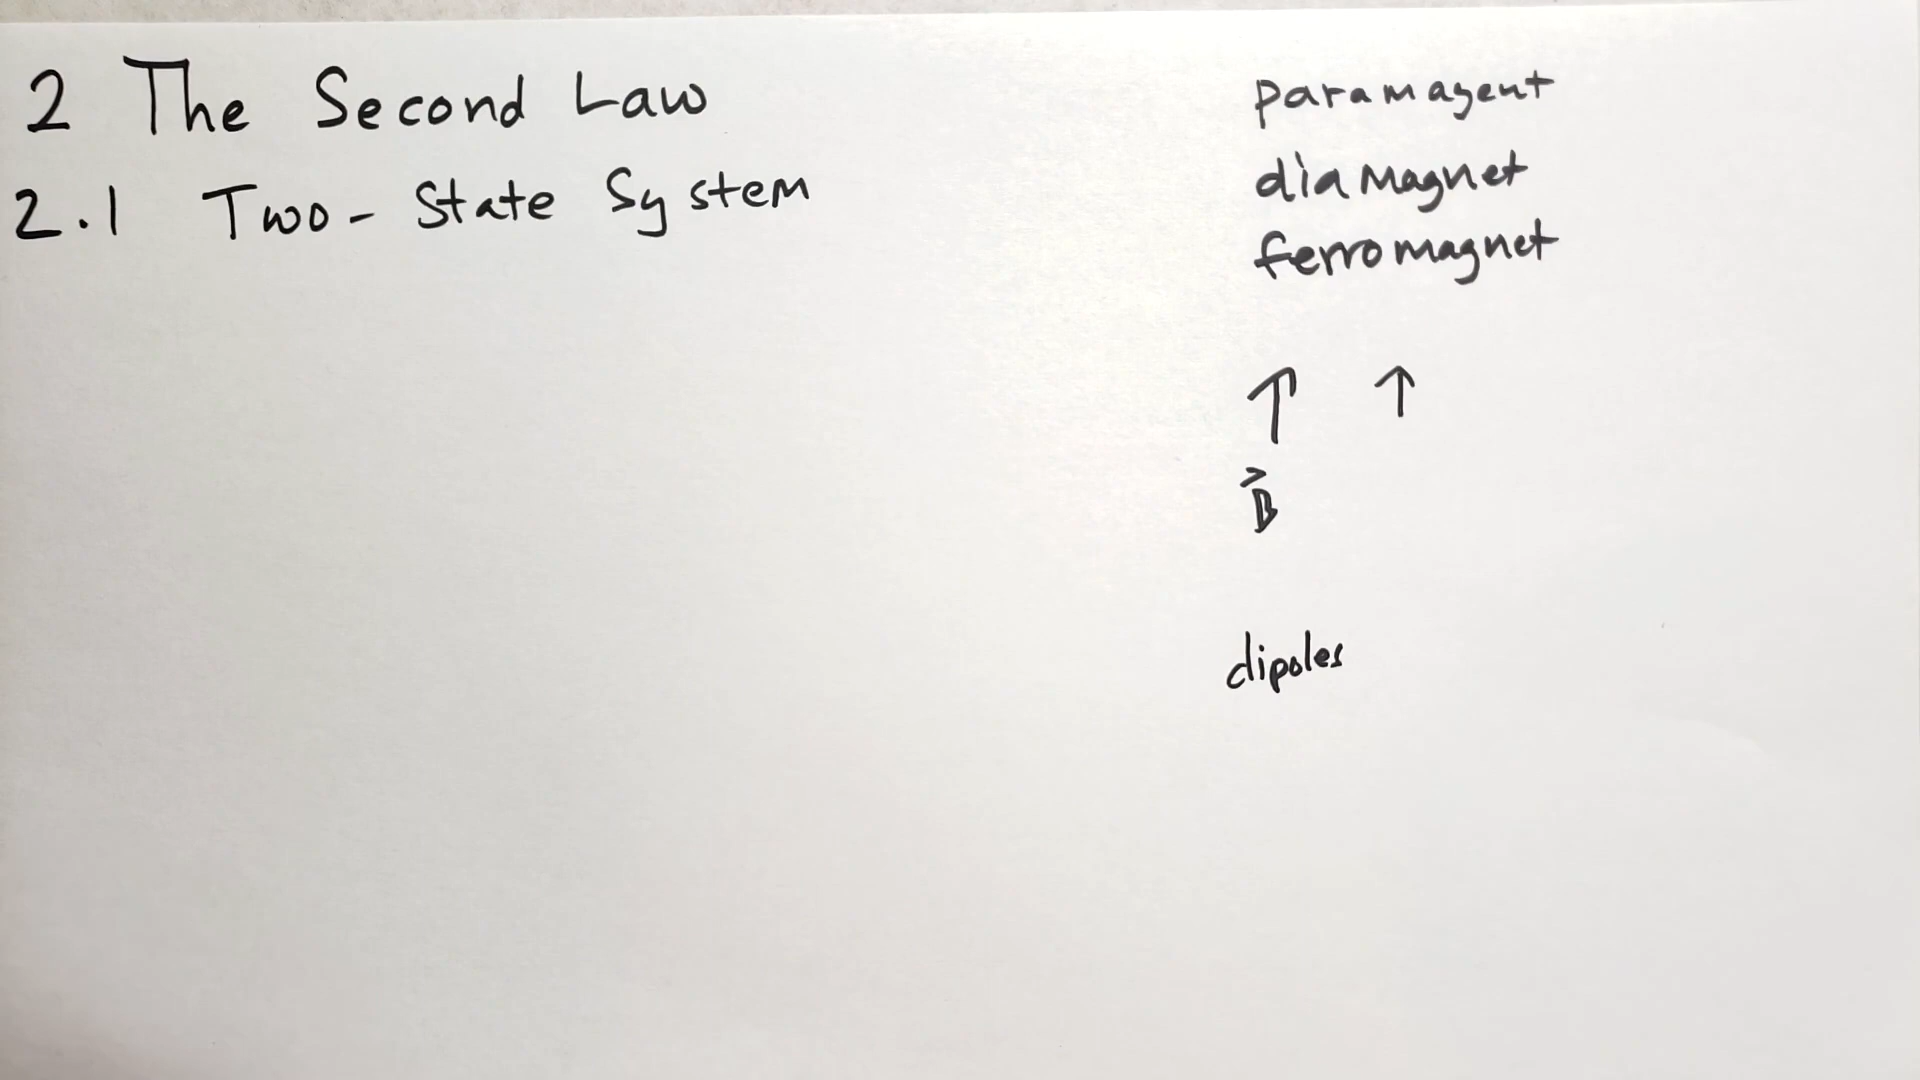 2 The Second Law
2.1 Two-State System
paramagent
diamagnet
ferromagnet
↑ ↑
B⃗
dipoles